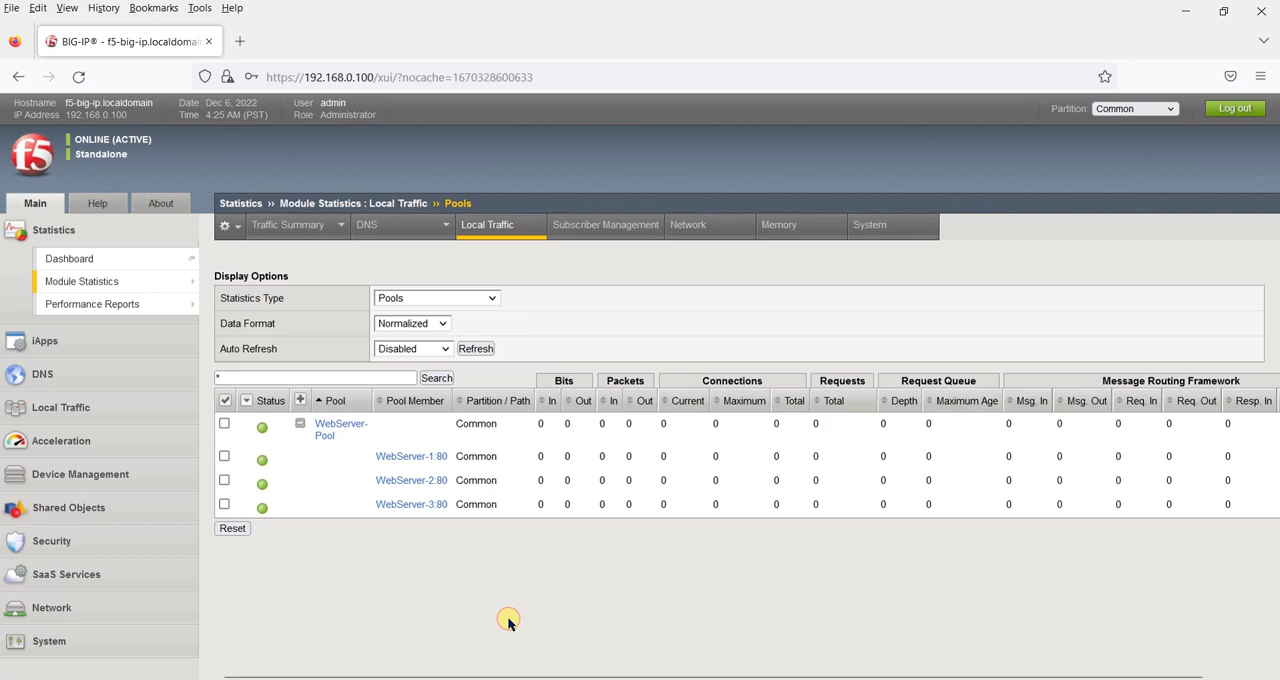 File Edit View History Bookmarks Tools Help
BIG-IP® - f5-big-ip.localdomai
https://192.168.0.100/xui/?nocache=1670328600633
Hostname f5-big-ip.localdomain Date Dec 6, 2022 User admin
IP Address 192.168.0.100 Time 4:25 AM (PST) Role Administrator
Partition: Common Log out
f5
ONLINE (ACTIVE)
Standalone
Main Help About
Statistics ›› Module Statistics : Local Traffic ›› Pools
Traffic Summary DNS Local Traffic Subscriber Management Network Memory System
Statistics
Dashboard
Module Statistics
Performance Reports
iApps
DNS
Local Traffic
Acceleration
Device Management
Shared Objects
Security
SaaS Services
Network
System
Display Options
Statistics Type Pools
Data Format Normalized
Auto Refresh Disabled Refresh
* Search
Bits Packets Connections Requests Request Queue Message Routing Framework
Status Pool Pool Member Partition / Path In Out In Out Current Maximum Total Total Depth Maximum Age Msg. In Msg. Out Req. In Req. Out Resp. In
WebServer-Pool Common 0 0 0 0 0 0 0 0 0 0 0 0 0 0 0
WebServer-1:80 Common 0 0 0 0 0 0 0 0 0 0 0 0 0 0 0
WebServer-2:80 Common 0 0 0 0 0 0 0 0 0 0 0 0 0 0 0
WebServer-3:80 Common 0 0 0 0 0 0 0 0 0 0 0 0 0 0 0
Reset